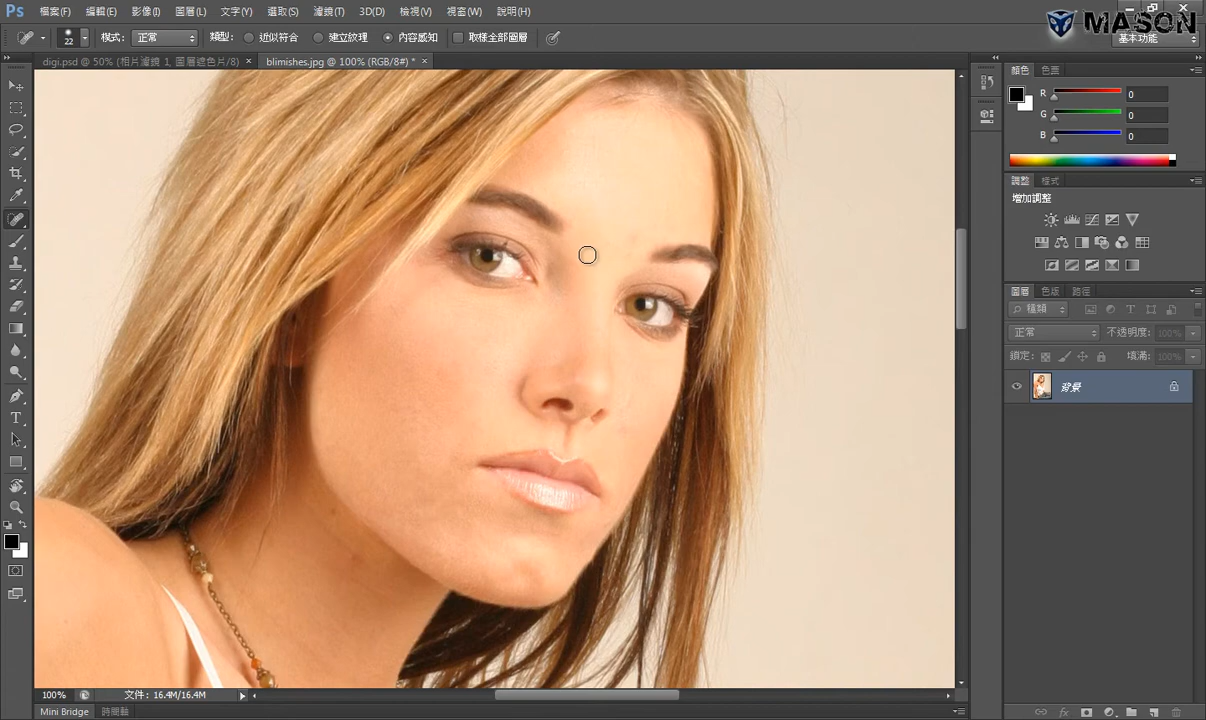 Ps 檔案(F) 編輯(E) 影像(I) 圖層(L) 文字(Y) 選取(S) 濾鏡(T) 3D(D) 檢視(V) 視窗(W) 說明(H)
MASON
22 模式: 正常 類型: 近似符合 建立紋理 內容感知 取樣全部圖層
基本功能
digi.psd @ 50% (相片濾鏡 1, 圖層遮色片/8) × blimishes.jpg @ 100% (RGB/8#) * ×
顏色 色票
R 0
G 0
B 0
調整 樣式
增加調整
圖層 色版 路徑
種類
正常 不透明度: 100%
鎖定: 填滿: 100%
背景
100% 文件: 16.4M/16.4M
Mini Bridge 時間軸